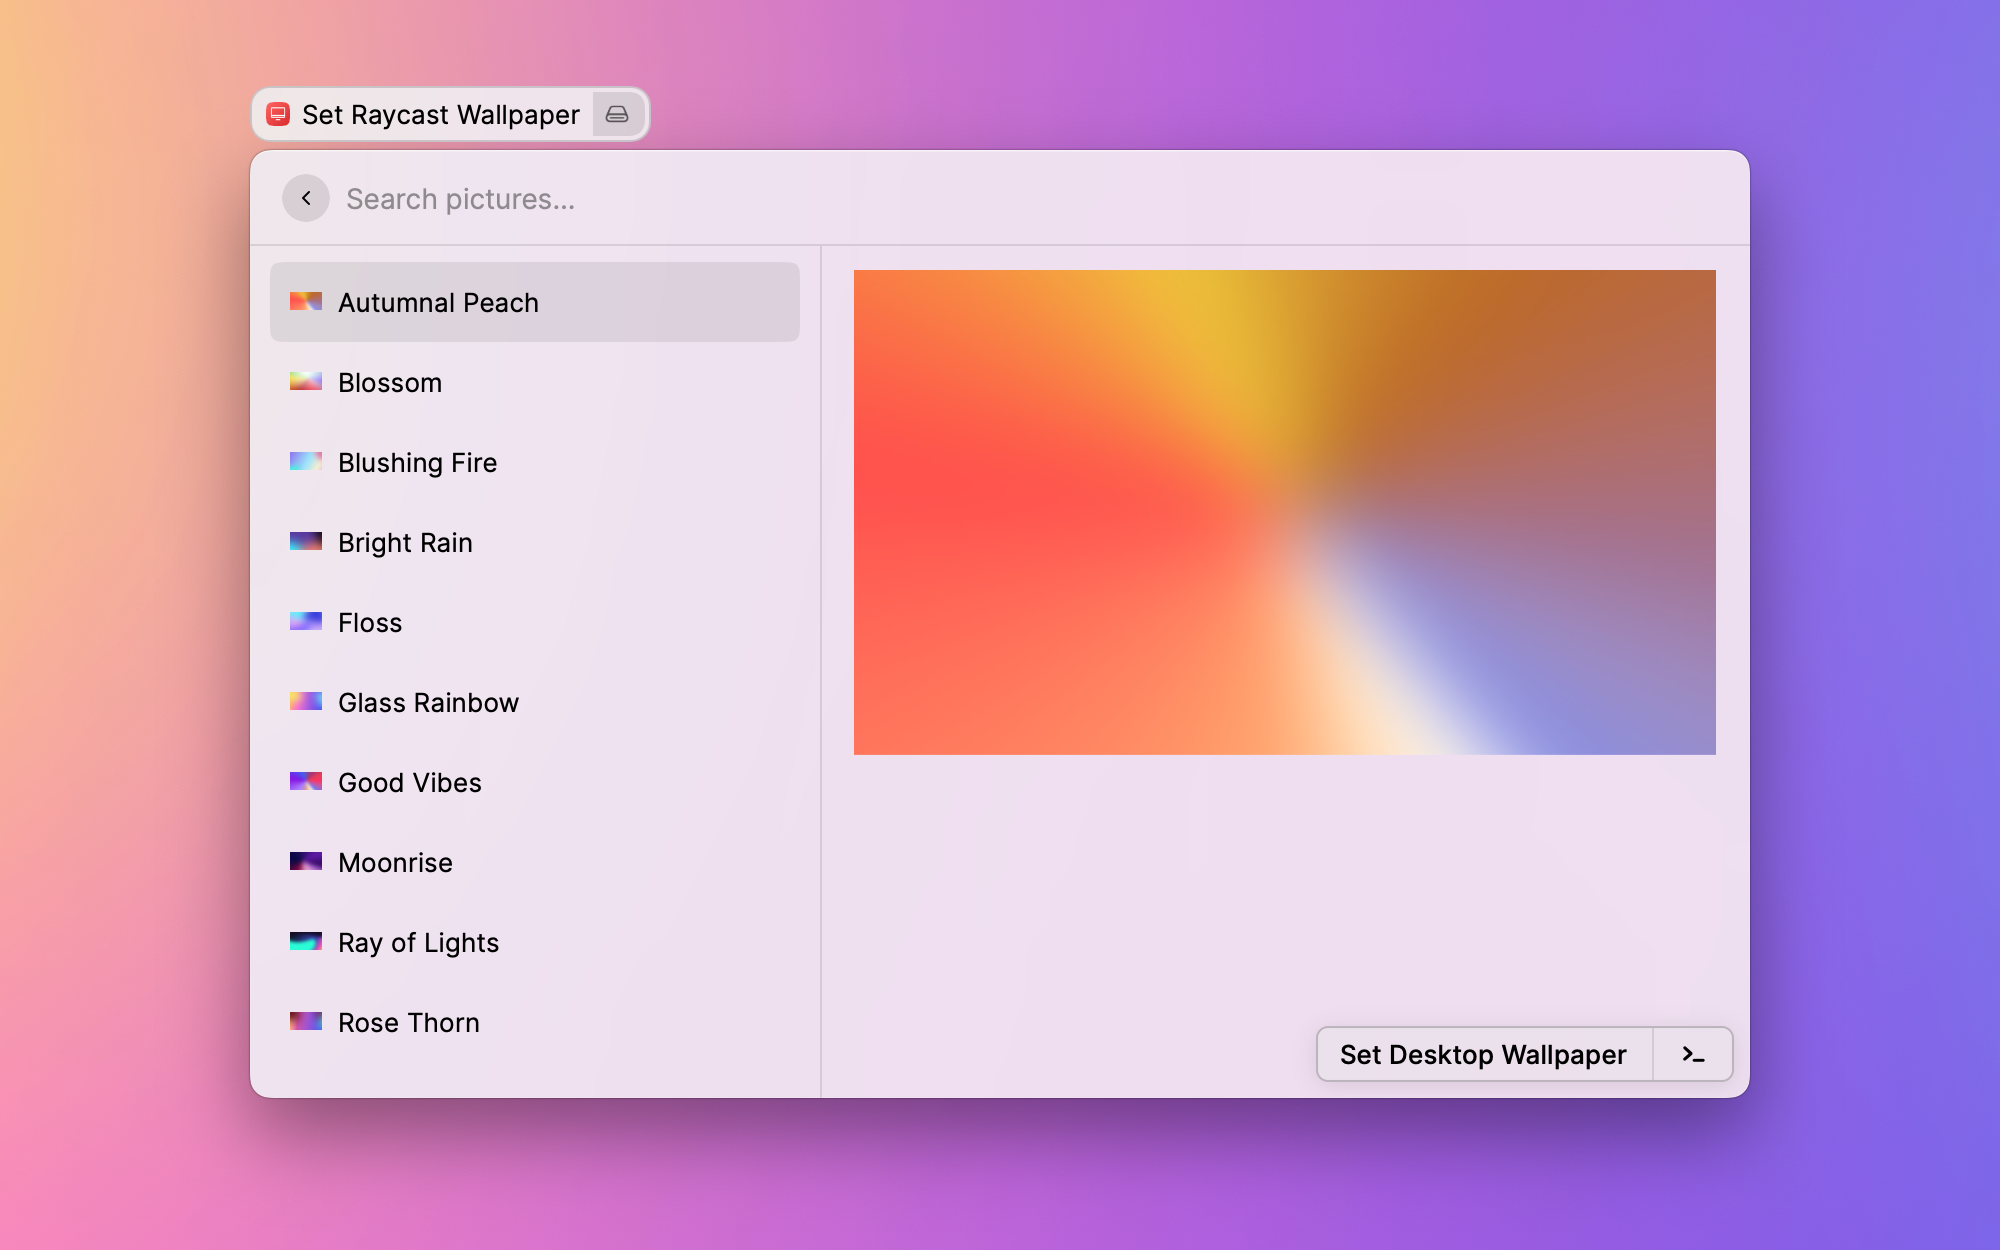 Set Raycast Wallpaper
Search pictures...
Autumnal Peach
Blossom
Blushing Fire
Bright Rain
Floss
Glass Rainbow
Good Vibes
Moonrise
Ray of Lights
Rose Thorn
Set Desktop Wallpaper